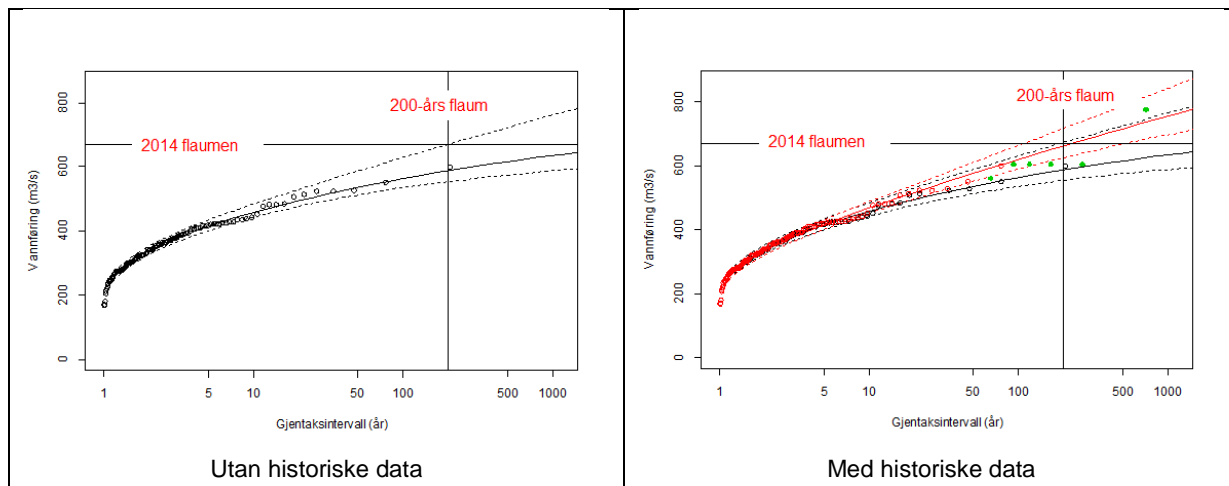 200-års flaum
2014 flaumen
Vannføring (m3/s)
800
600
400
200
0
1
5
10
50
100
500
1000
Gjentaksintervall (år)
Utan historiske data
200-års flaum
2014 flaumen
Vannføring (m3/s)
800
600
400
200
0
1
5
10
50
100
500
1000
Gjentaksintervall (år)
Med historiske data